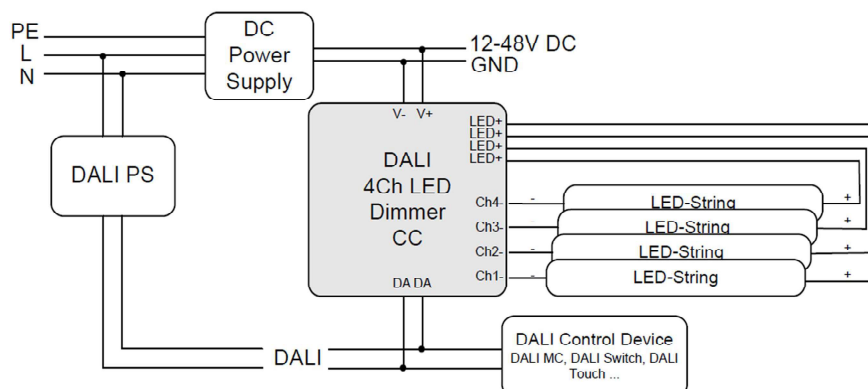 PE
L
N
DC
Power
Supply
12-48V DC
GND
V- V+
LED+
LED+
LED+
LED+
DALI PS
DALI
4Ch LED
Dimmer
CC
Ch4-
Ch3-
Ch2-
Ch1-
- LED-String +
- LED-String +
- LED-String +
- LED-String +
DA DA
DALI
DALI Control Device
DALI MC, DALI Switch, DALI
Touch ...